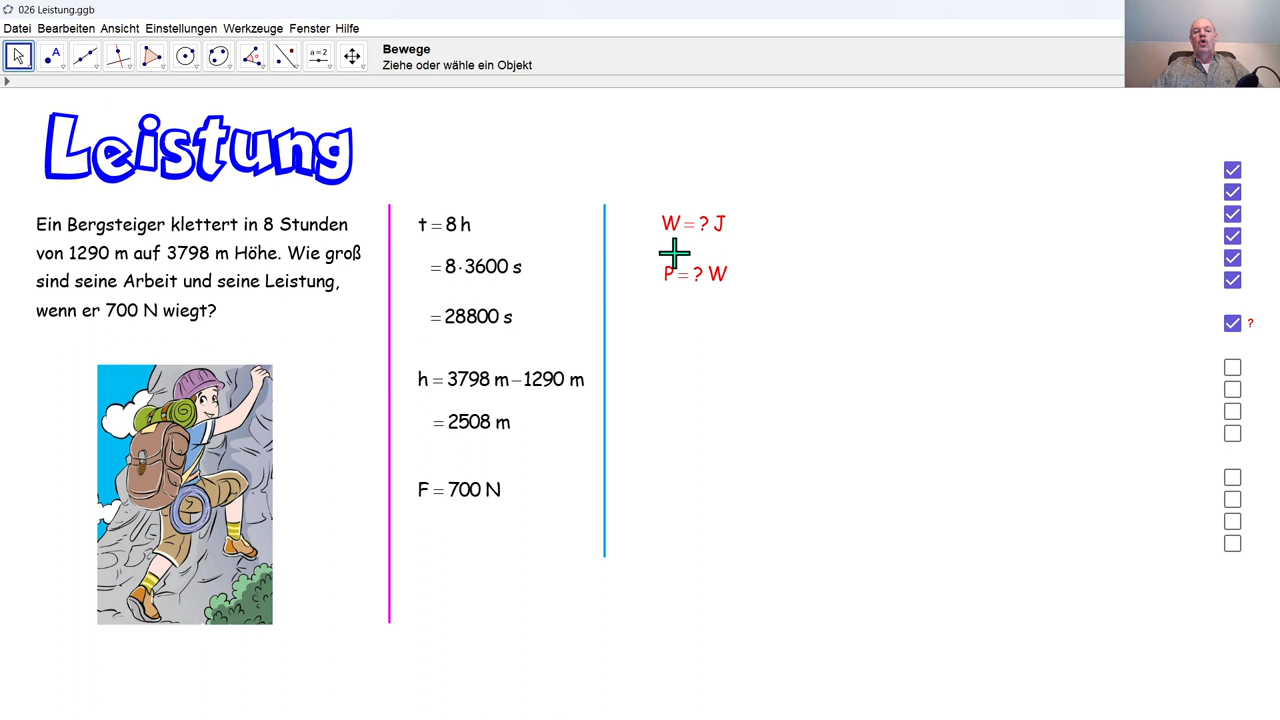 026 Leistung.ggb
Datei Bearbeiten Ansicht Einstellungen Werkzeuge Fenster Hilfe
A
a = 2
Bewege
Ziehe oder wähle ein Objekt
Leistung
Ein Bergsteiger klettert in 8 Stunden
von 1290 m auf 3798 m Höhe. Wie groß
sind seine Arbeit und seine Leistung,
wenn er 700 N wiegt?
t = 8 h
= 8·3600 s
= 28800 s
h = 3798 m – 1290 m
= 2508 m
F = 700 N
W = ? J
P = ? W
?